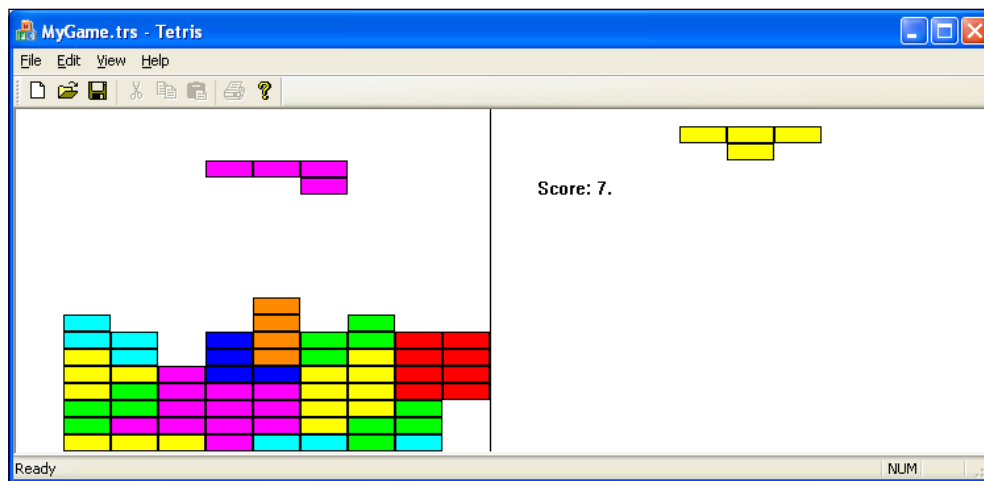 MyGame.trs - Tetris
File Edit View Help
Score: 7.
Ready
NUM